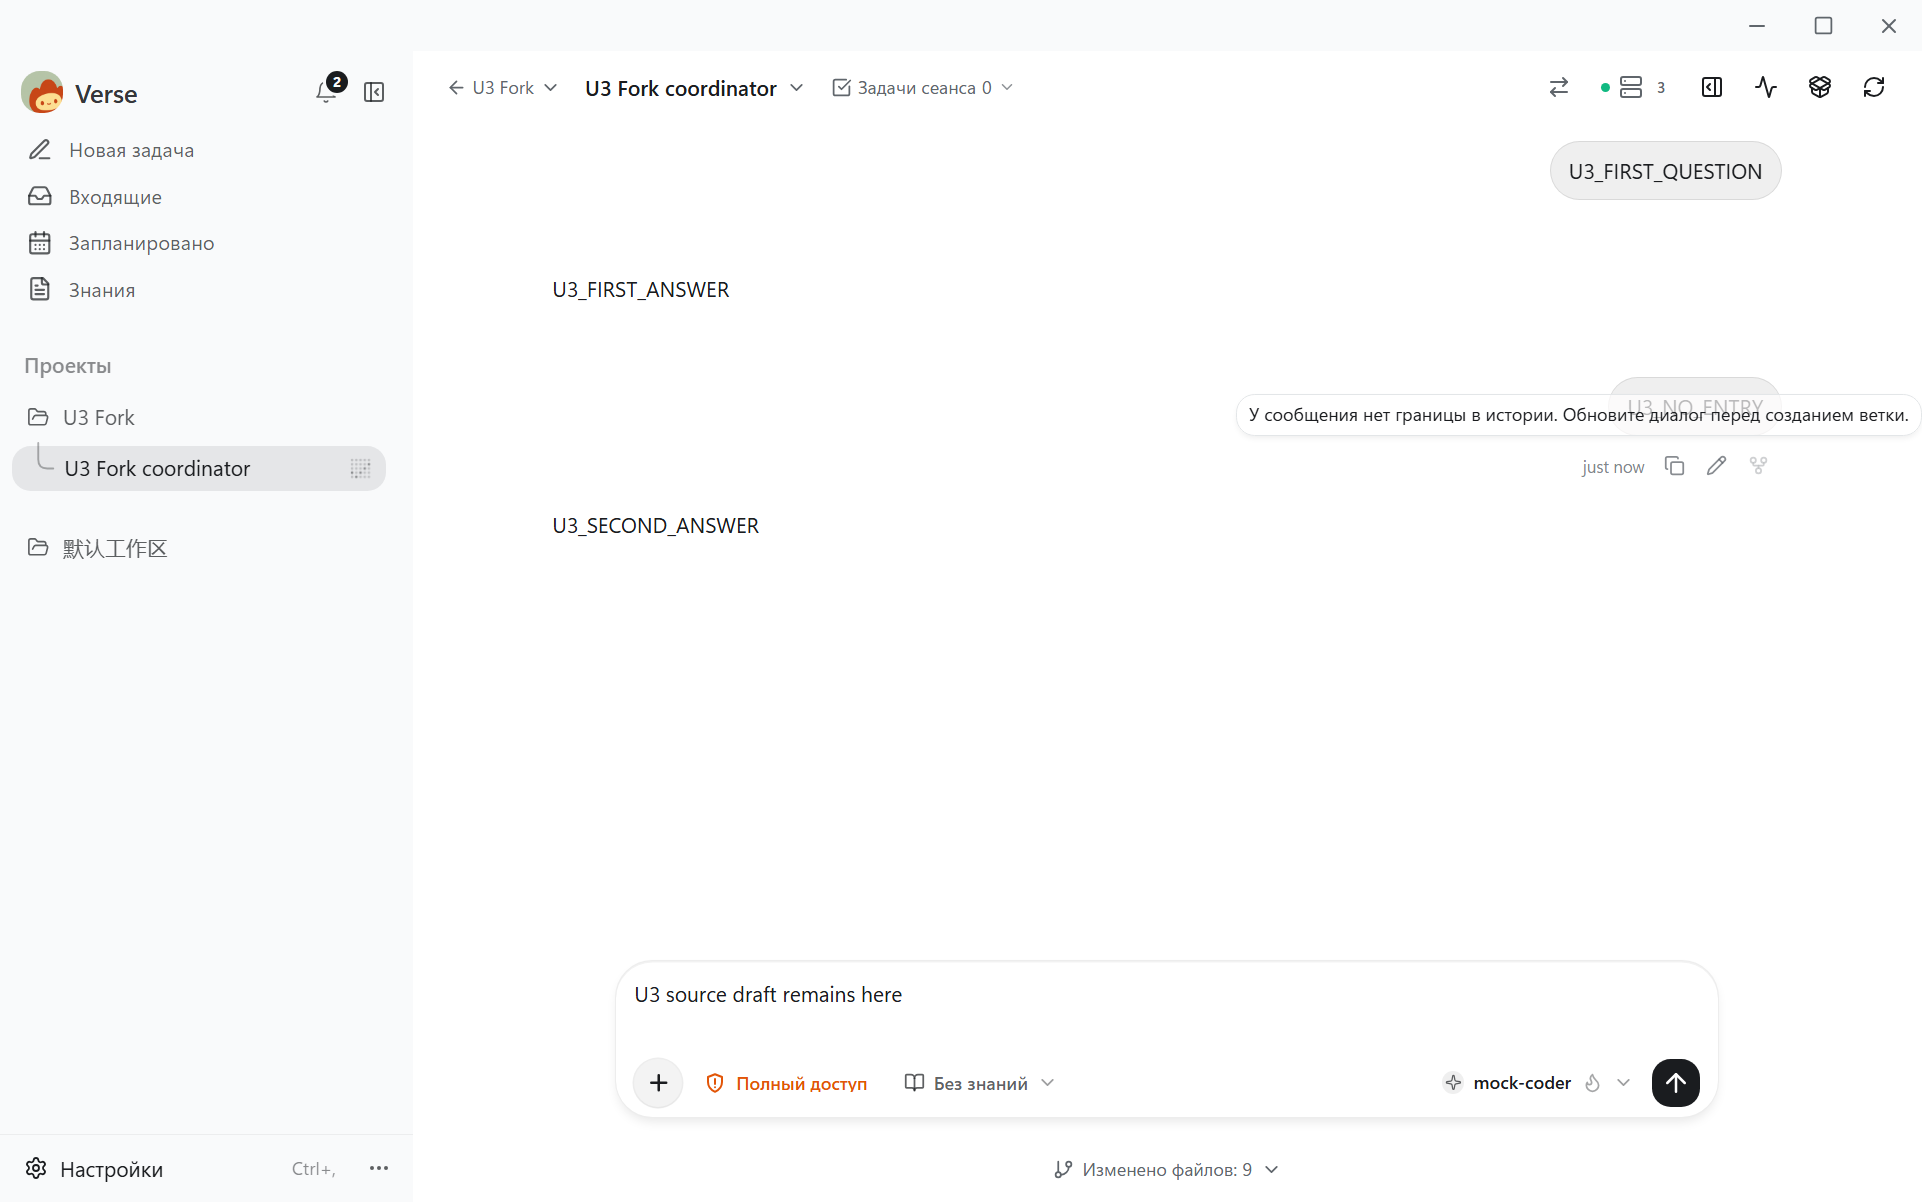 Verse
2
Новая задача
Входящие
Запланировано
Знания
Проекты
U3 Fork
U3 Fork coordinator
默认工作区
Настройки
Ctrl+,
U3 Fork
U3 Fork coordinator
Задачи сеанса 0
3
U3_FIRST_QUESTION
U3_FIRST_ANSWER
U3_NO_ENTRY
У сообщения нет границы в истории. Обновите диалог перед созданием ветки.
just now
U3_SECOND_ANSWER
U3 source draft remains here
Полный доступ
Без знаний
mock-coder
Изменено файлов: 9